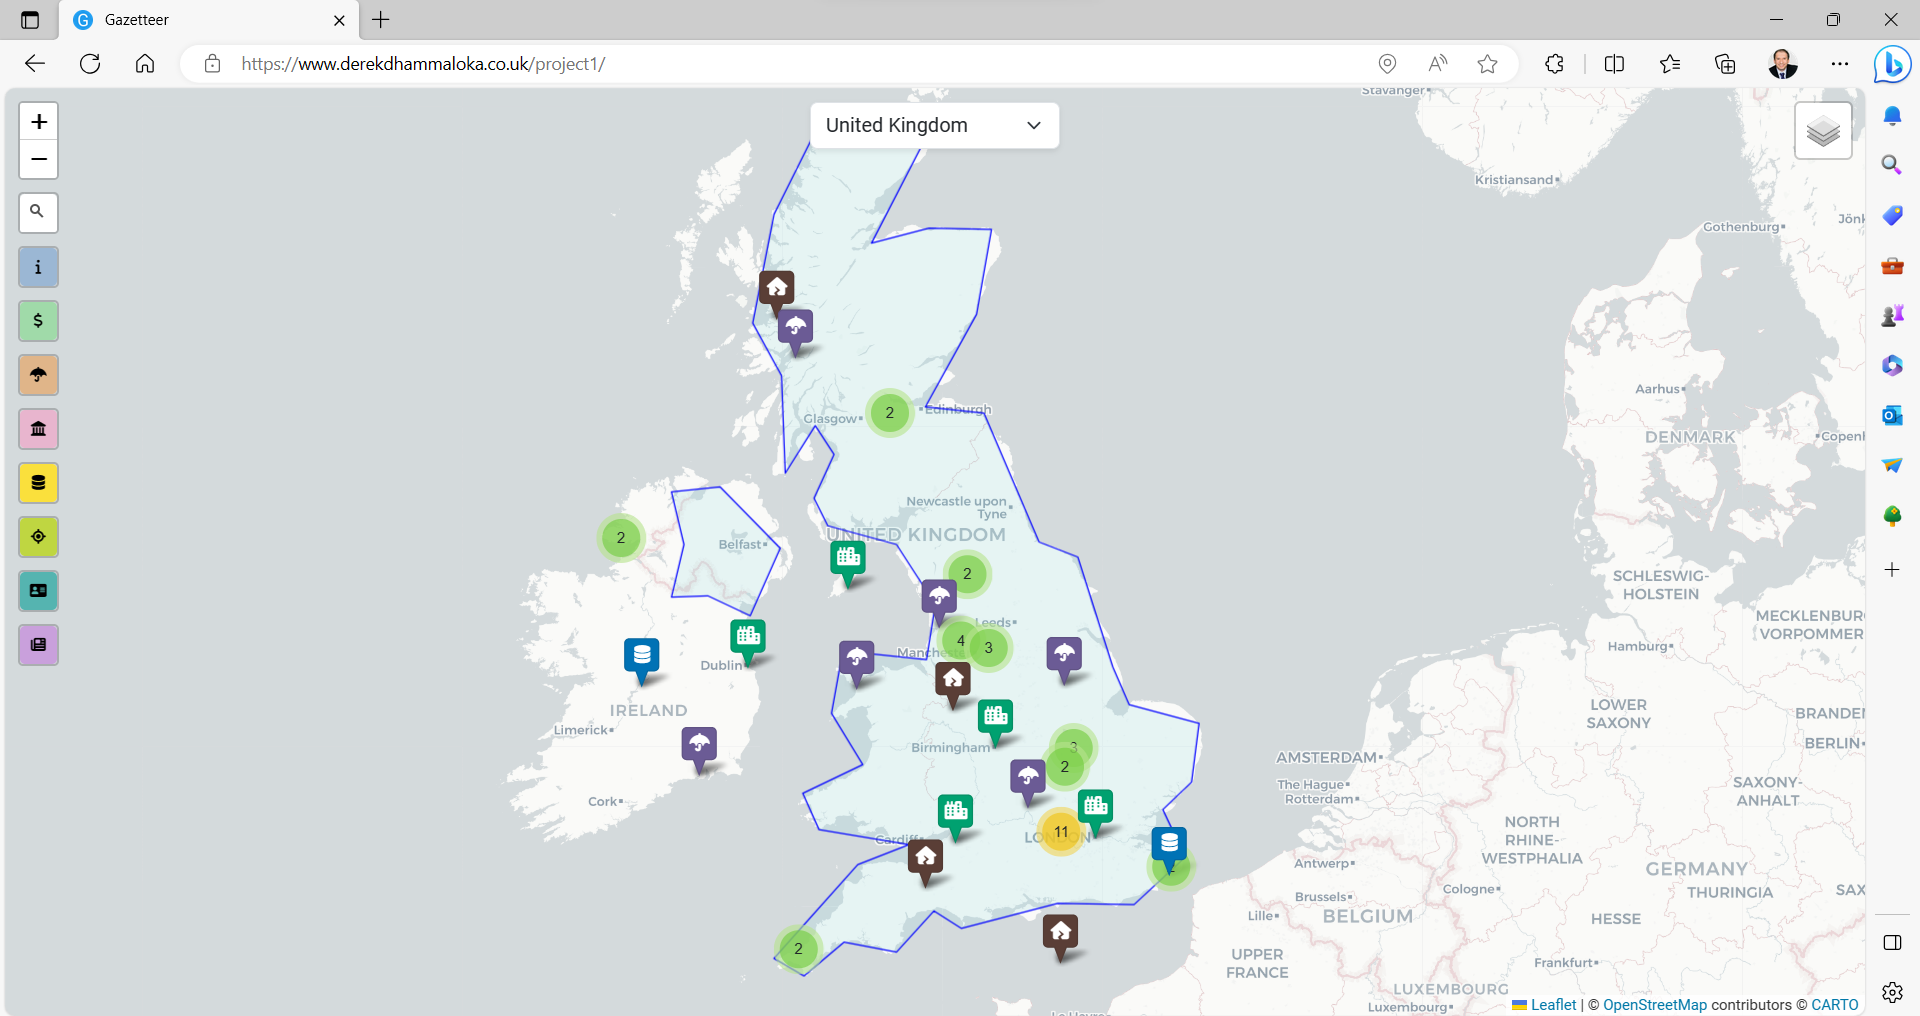 Gazetteer
https://www.derekdhammaloka.co.uk/project1/
+
−
i
$
United Kingdom
Stavanger
Kristiansand
Gothenburg
Jönk
Aarhus
DENMARK
Copenh
Glasgow
2
Edinburgh
Newcastle upon
Tyne
UNITED KINGDOM
2
Belfast
2
Leeds
4
3
Manche
Dublin
IRELAND
Limerick
Cork
Birmingham
3
2
11
LONDON
Cardiff
2
SCHLESWIG-
HOLSTEIN
MECKLENBUR
VORPOMMER
Hamburg
LOWER
SAXONY
BRANDE
BERLIN
AMSTERDAM
The Hague
Rotterdam
SAXONY-
ANHALT
NORTH
RHINE-
WESTPHALIA
Antwerp
GERMANY
Cologne
THURINGIA
SAX
Brussels
Lille
BELGIUM
HESSE
UPPER
FRANCE
Frankfurt
LUXEMBOURG
Luxembourg
Le Havre
Leaflet | © OpenStreetMap contributors © CARTO